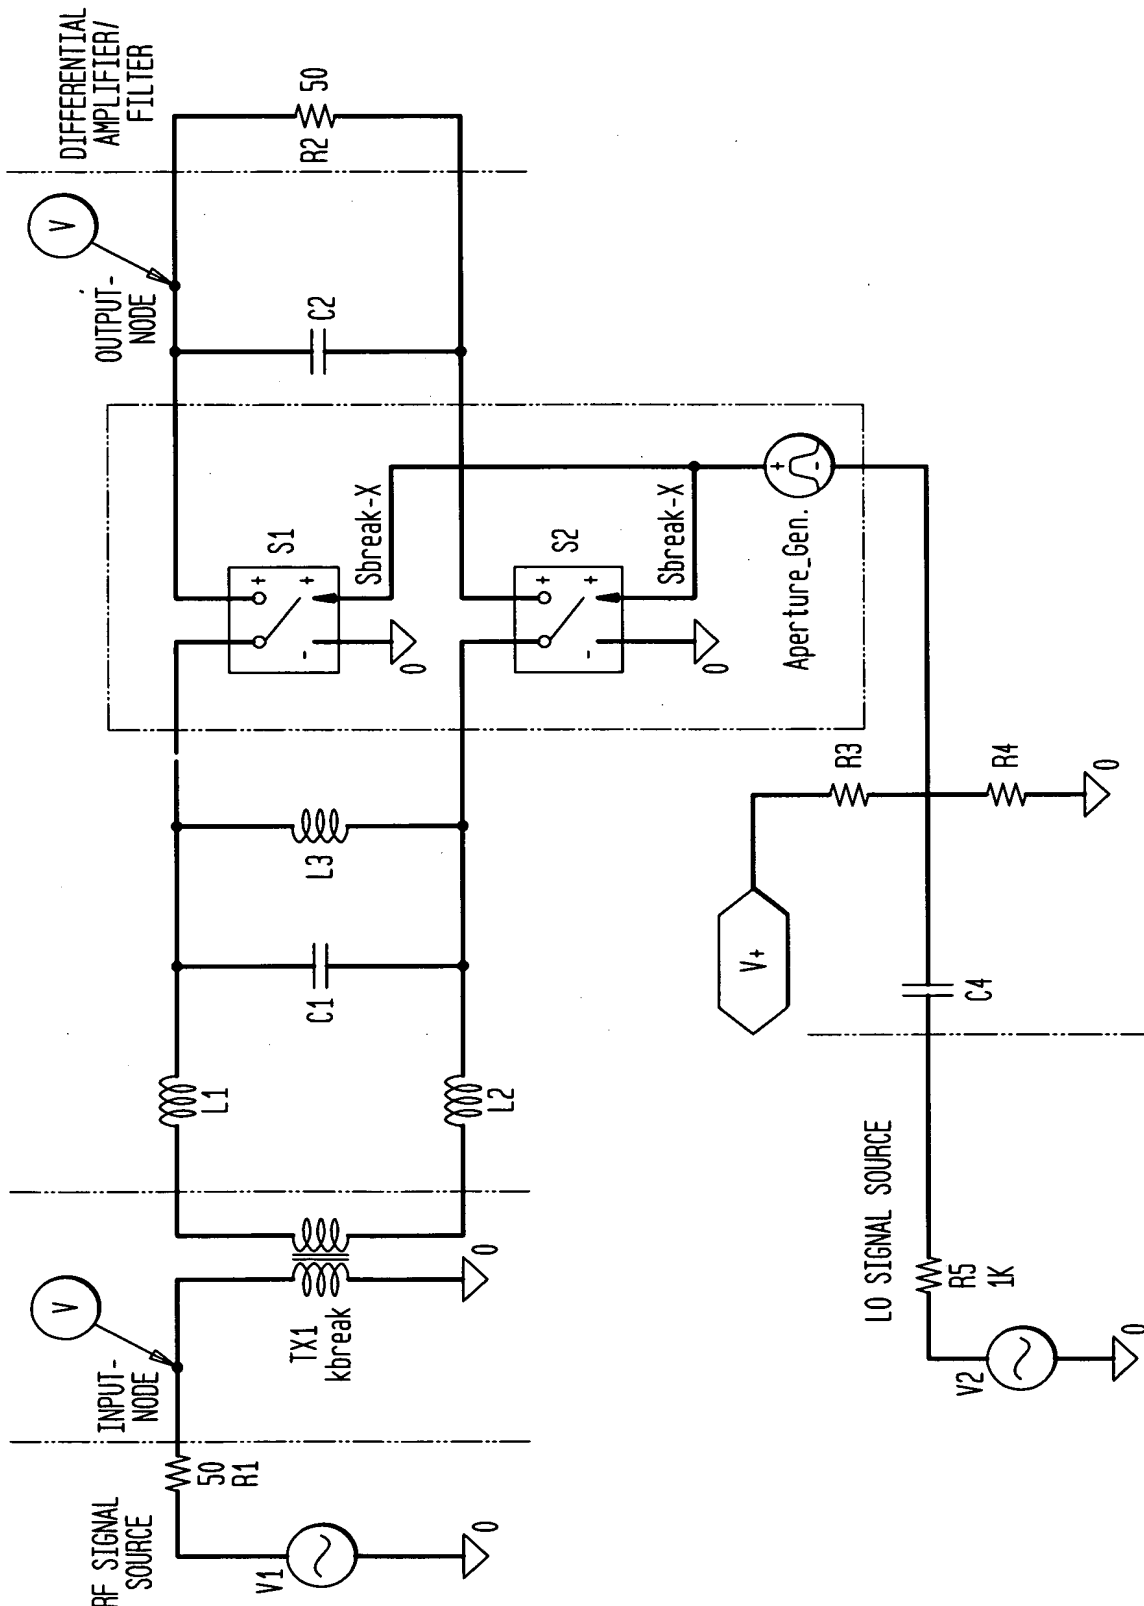 RF SIGNAL
SOURCE
V1
0
50
R1
INPUT-
NODE
V
TX1
kbreak
0
L1
L2
C1
L3
S1
+
+
-
0
Sbreak-X
S2
+
+
-
0
Sbreak-X
Aperture_Gen.
+
-
C2
OUTPUT-
NODE
V
DIFFERENTIAL
AMPLIFIER/
FILTER
R2
50
LO SIGNAL SOURCE
V2
0
R5
1K
C4
V+
R3
R4
0